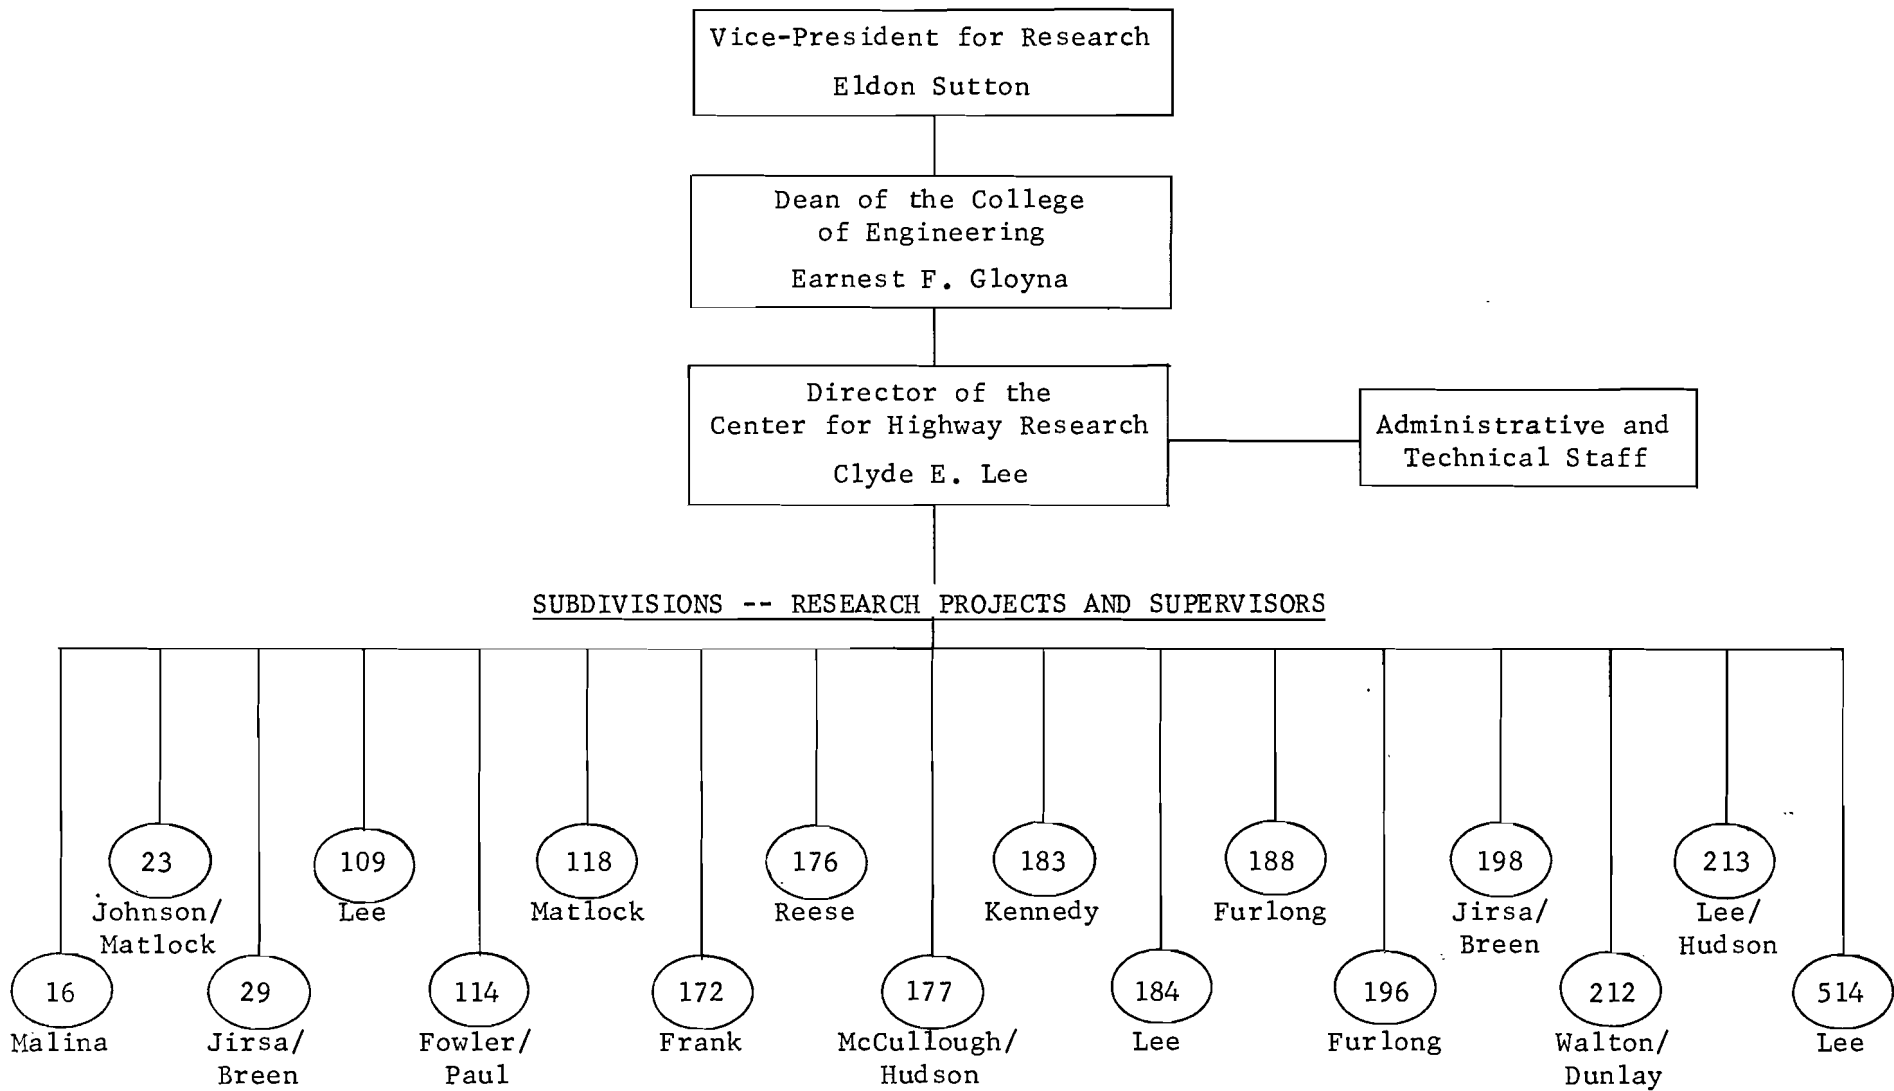 Vice-President for Research
Eldon Sutton
Dean of the College
of Engineering
Earnest F. Gloyna
Director of the
Center for Highway Research
Clyde E. Lee
Administrative and
Technical Staff
SUBDIVISIONS -- RESEARCH PROJECTS AND SUPERVISORS
16
Malina
23
Johnson/
Matlock
29
Jirsa/
Breen
109
Lee
114
Fowler/
Paul
118
Matlock
172
Frank
176
Reese
177
McCullough/
Hudson
183
Kennedy
184
Lee
188
Furlong
196
Furlong
198
Jirsa/
Breen
212
Walton/
Dunlay
213
Lee/
Hudson
514
Lee